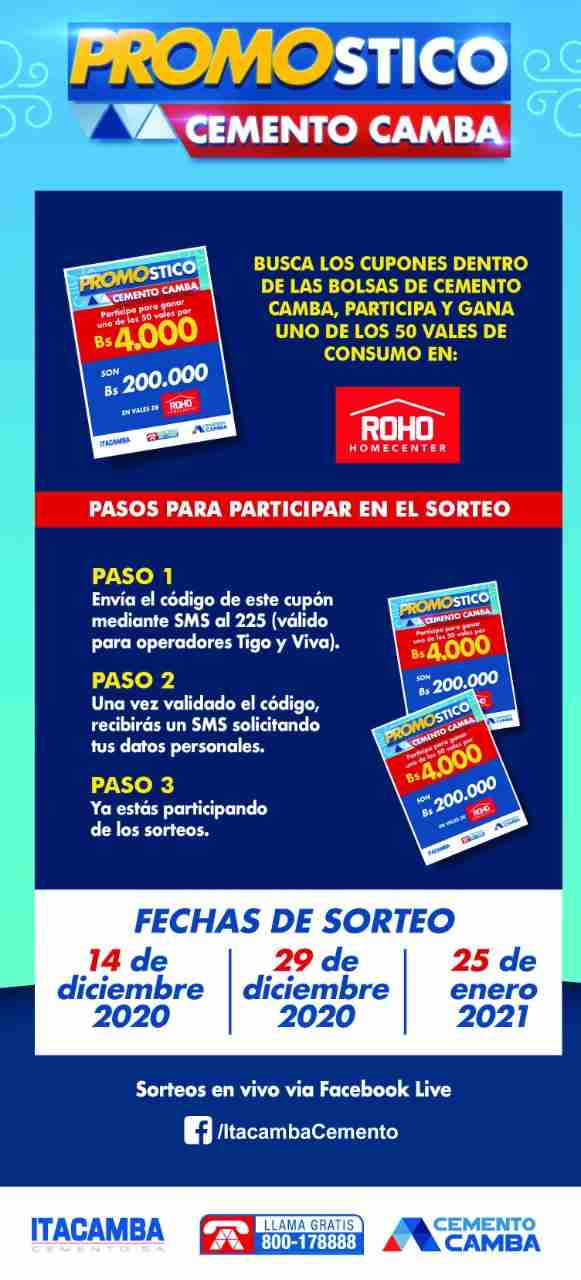 PROMOSTICO
CEMENTO CAMBA
PROMOSTICO
CEMENTO CAMBA
Participa para ganar
uno de los 50 vales por
Bs 4.000
SON
Bs 200.000
EN VALES DE ROHO
ITACAMBA
CEMENTO CAMBA
BUSCA LOS CUPONES DENTRO
DE LAS BOLSAS DE CEMENTO
CAMBA, PARTICIPA Y GANA
UNO DE LOS 50 VALES DE
CONSUMO EN:
ROHO
HOMECENTER
PASOS PARA PARTICIPAR EN EL SORTEO
PASO 1
Envía el código de este cupón
mediante SMS al 225 (válido
para operadores Tigo y Viva).
PASO 2
Una vez validado el código,
recibirás un SMS solicitando
tus datos personales.
PASO 3
Ya estás participando
de los sorteos.
PROMOSTICO
CEMENTO CAMBA
Participa para ganar
uno de los 50 vales por
Bs 4.000
SON
Bs 200.000
PROMOSTICO
CEMENTO CAMBA
Participa para ganar
uno de los 50 vales por
Bs 4.000
SON
Bs 200.000
EN VALES DE ROHO
ITACAMBA
FECHAS DE SORTEO
14 de
diciembre
2020
29 de
diciembre
2020
25 de
enero
2021
Sorteos en vivo via Facebook Live
/ItacambaCemento
ITACAMBA
CEMENTO S.A.
LLAMA GRATIS
800-178888
CEMENTO
CAMBA